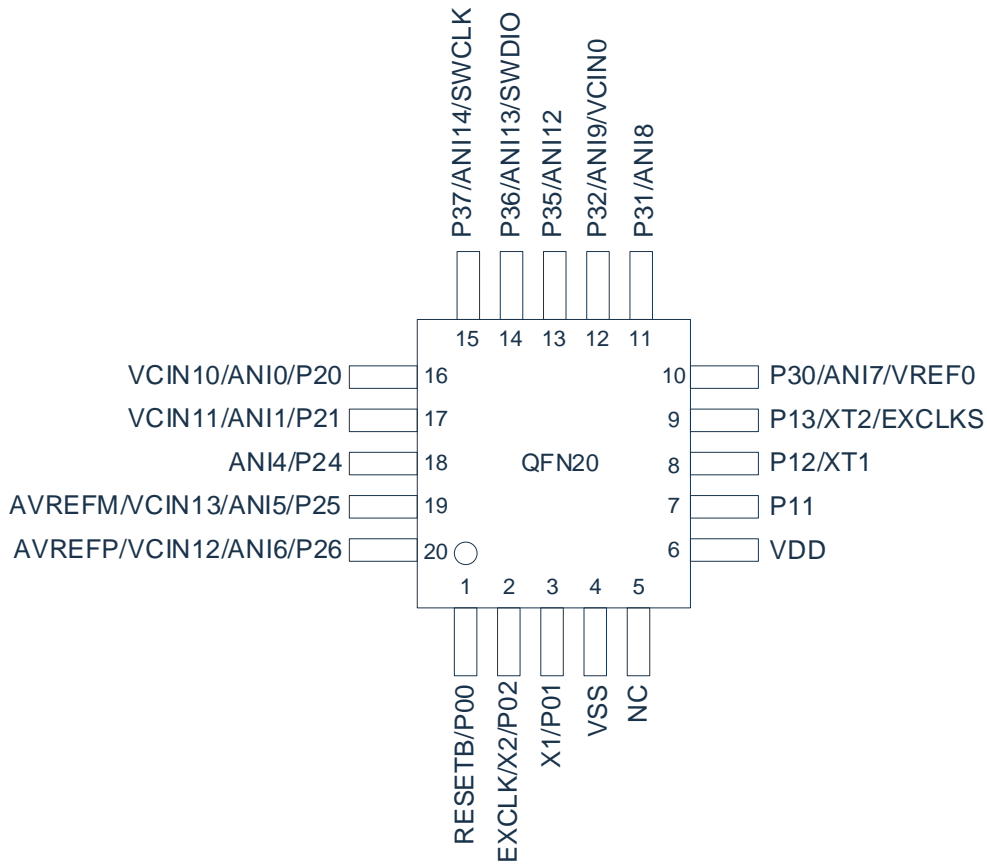 P37/ANI14/SWCLK
P36/ANI13/SWDIO
P35/ANI12
P32/ANI9/VCIN0
P31/ANI8
15
14
13
12
11
VCIN10/ANI0/P20
16
VCIN11/ANI1/P21
17
ANI4/P24
18
AVREFM/VCIN13/ANI5/P25
19
AVREFP/VCIN12/ANI6/P26
20
QFN20
10
P30/ANI7/VREF0
9
P13/XT2/EXCLKS
8
P12/XT1
7
P11
6
VDD
1
2
3
4
5
RESETB/P00
EXCLK/X2/P02
X1/P01
VSS
NC